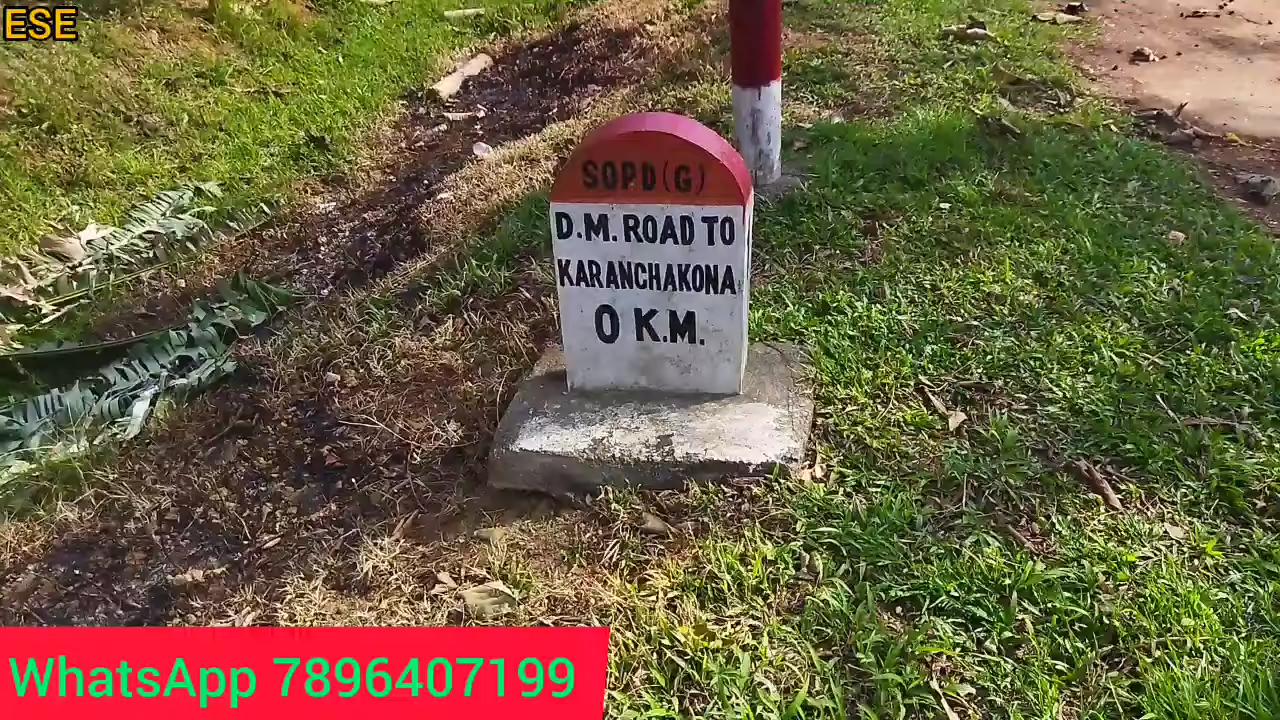 ESE
SOPD(G)
D.M. ROAD TO
KARANCHAKONA
0 K.M.
WhatsApp 7896407199